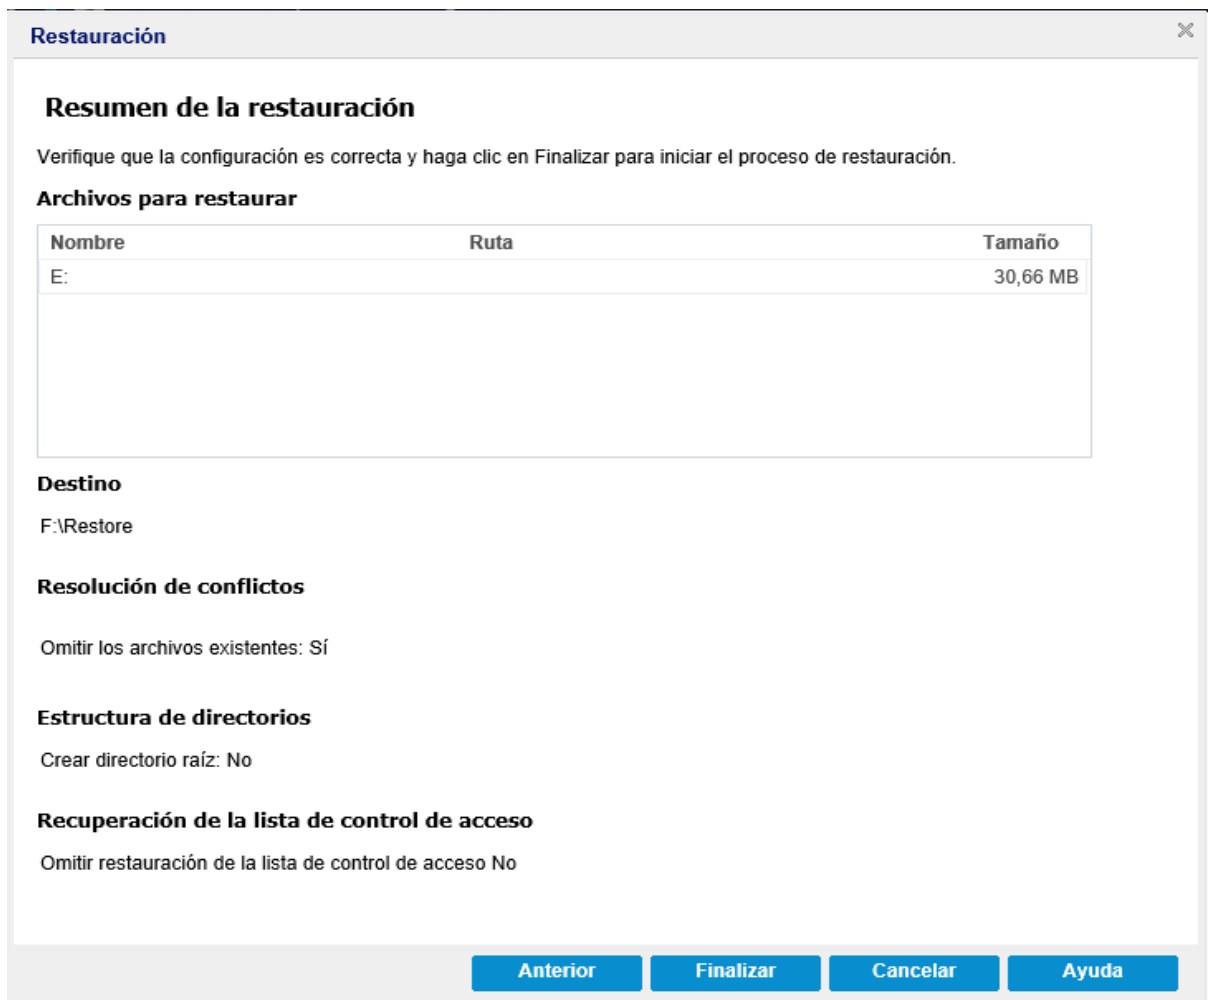 Restauración
Resumen de la restauración
Verifique que la configuración es correcta y haga clic en Finalizar para iniciar el proceso de restauración.
Archivos para restaurar
Nombre Ruta Tamaño
E: 30,66 MB
Destino
F:\Restore
Resolución de conflictos
Omitir los archivos existentes: Sí
Estructura de directorios
Crear directorio raíz: No
Recuperación de la lista de control de acceso
Omitir restauración de la lista de control de acceso No
Anterior Finalizar Cancelar Ayuda